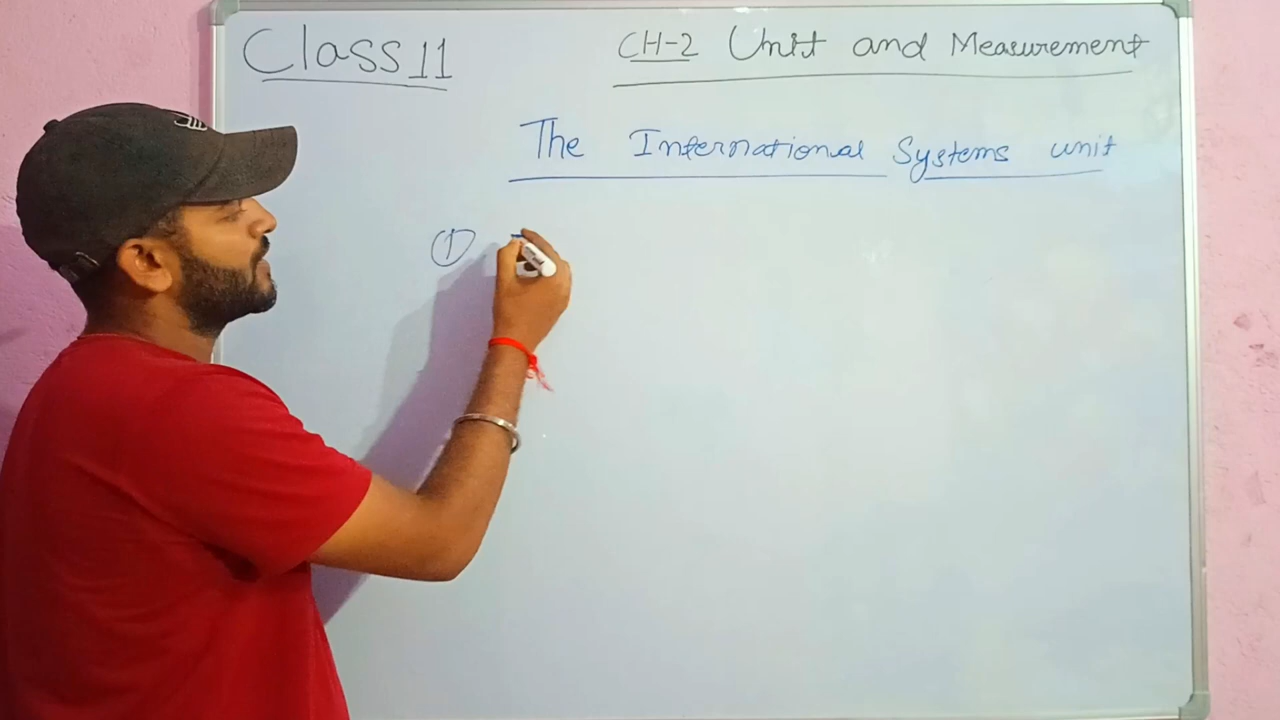 Class 11
CH-2 Unit and Measurement
The International Systems unit
①